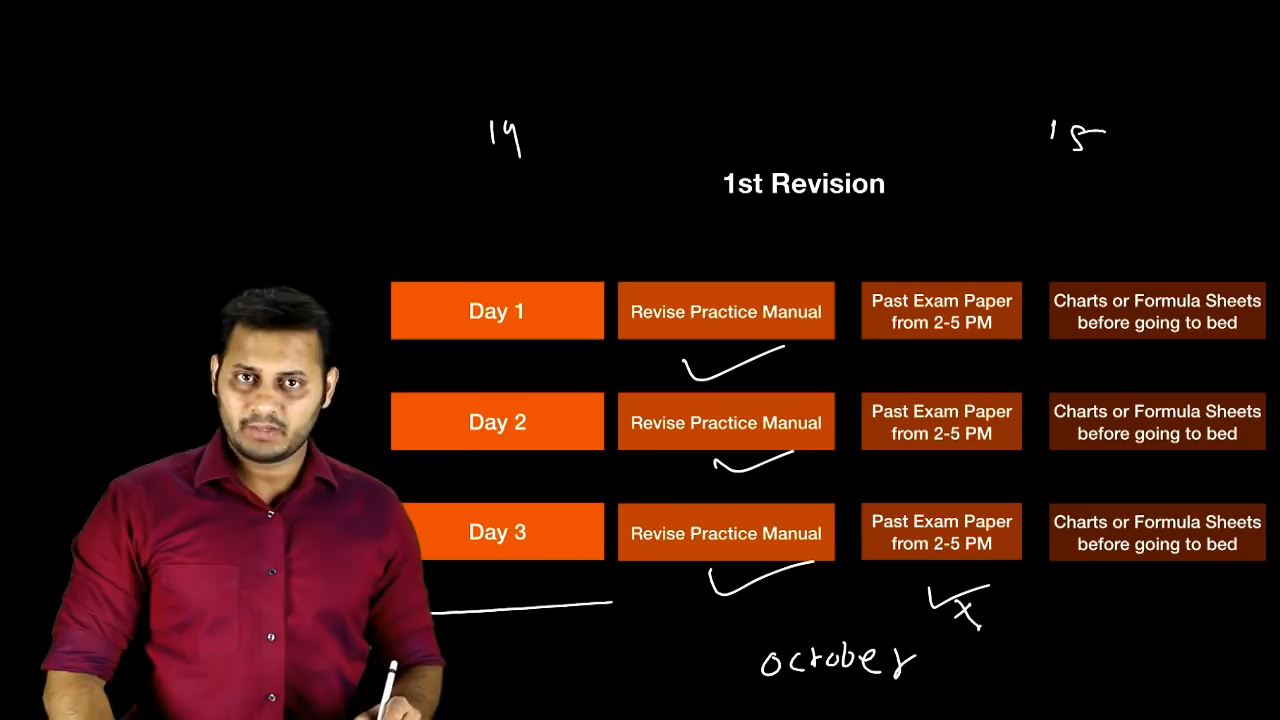 19
15
1st Revision
Day 1
Revise Practice Manual
Past Exam Paper
from 2-5 PM
Charts or Formula Sheets
before going to bed
Day 2
Revise Practice Manual
Past Exam Paper
from 2-5 PM
Charts or Formula Sheets
before going to bed
Day 3
Revise Practice Manual
Past Exam Paper
from 2-5 PM
Charts or Formula Sheets
before going to bed
october